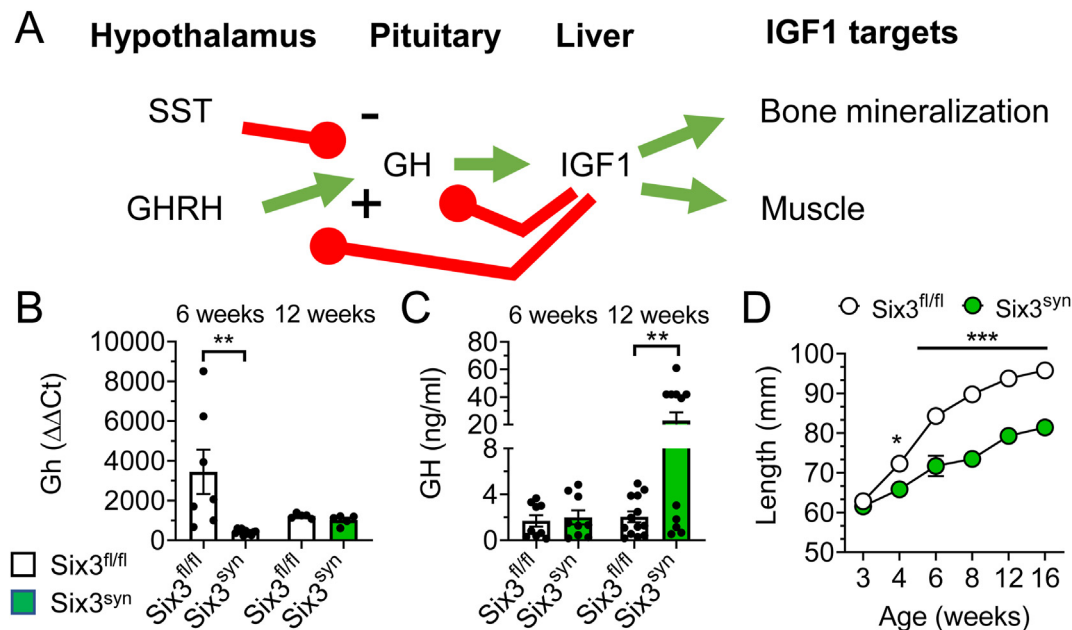 A
Hypothalamus Pituitary Liver IGF1 targets
SST - Bone mineralization
GH IGF1
GHRH + Muscle
B
6 weeks 12 weeks
**
Gh (ΔΔCt)
10000
8000
6000
4000
2000
0
Six3fl/fl Six3syn Six3fl/fl Six3syn
Six3fl/fl
Six3syn
C
6 weeks 12 weeks
**
GH (ng/ml)
80
60
40
20
8
4
2
0
Six3fl/fl Six3syn Six3fl/fl Six3syn
D
Six3fl/fl Six3syn
***
*
Length (mm)
100
90
80
70
60
50
3 4 6 8 12 16
Age (weeks)